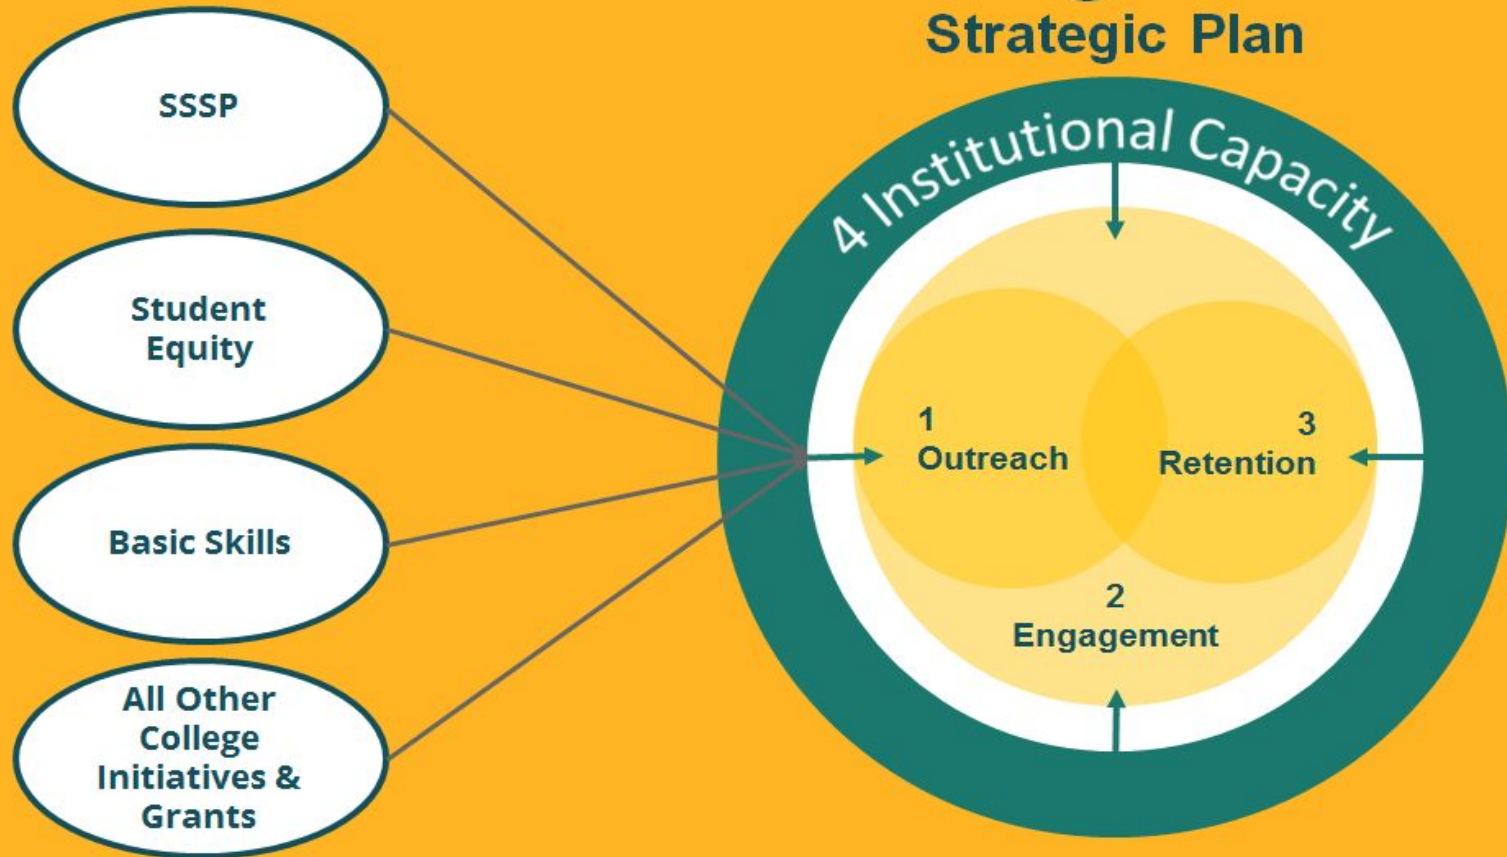 SSSP
Student
Equity
Basic Skills
All Other
College
Initiatives &
Grants
Strategic Plan
4 Institutional Capacity
1
Outreach
3
Retention
2
Engagement